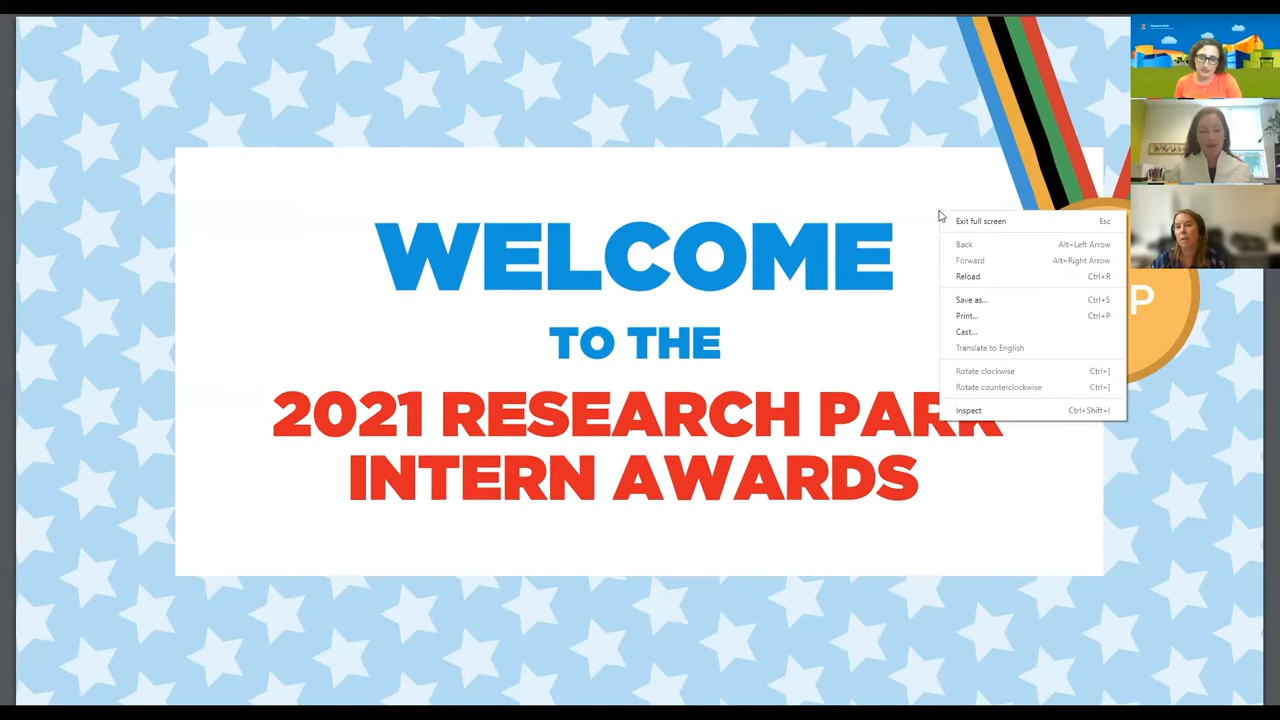 WELCOME
TO THE
2021 RESEARCH PARK
INTERN AWARDS
P
Exit full screen Esc
Back Alt+Left Arrow
Forward Alt+Right Arrow
Reload Ctrl+R
Save as... Ctrl+S
Print... Ctrl+P
Cast...
Translate to English
Rotate clockwise Ctrl+]
Rotate counterclockwise Ctrl+[
Inspect Ctrl+Shift+I